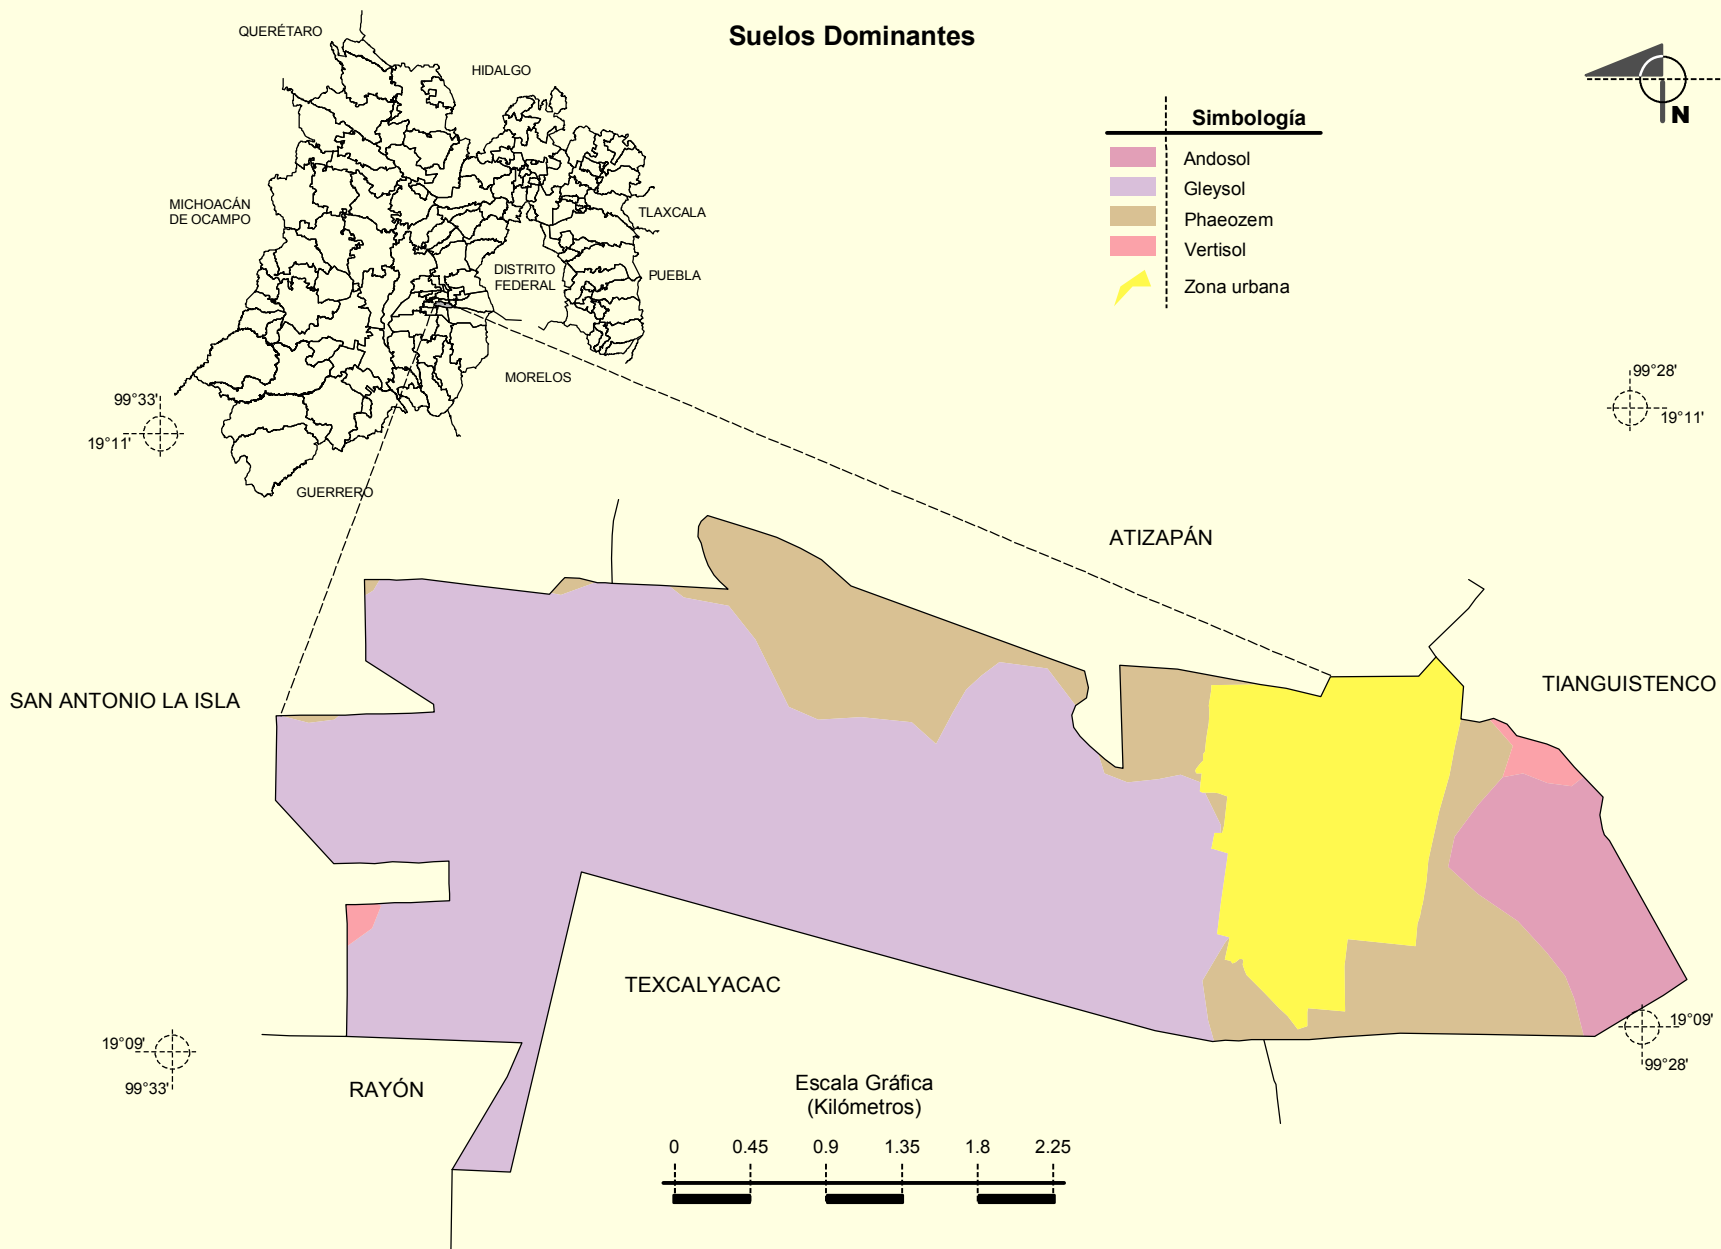 Suelos Dominantes
QUERÉTARO
HIDALGO
MICHOACÁN
DE OCAMPO
TLAXCALA
DISTRITO
FEDERAL
PUEBLA
MORELOS
GUERRERO
N
Simbología
Andosol
Gleysol
Phaeozem
Vertisol
Zona urbana
99°33'
19°11'
99°28'
19°11'
ATIZAPÁN
SAN ANTONIO LA ISLA
TIANGUISTENCO
TEXCALYACAC
RAYÓN
19°09'
99°33'
19°09'
99°28'
Escala Gráfica
(Kilómetros)
0 0.45 0.9 1.35 1.8 2.25